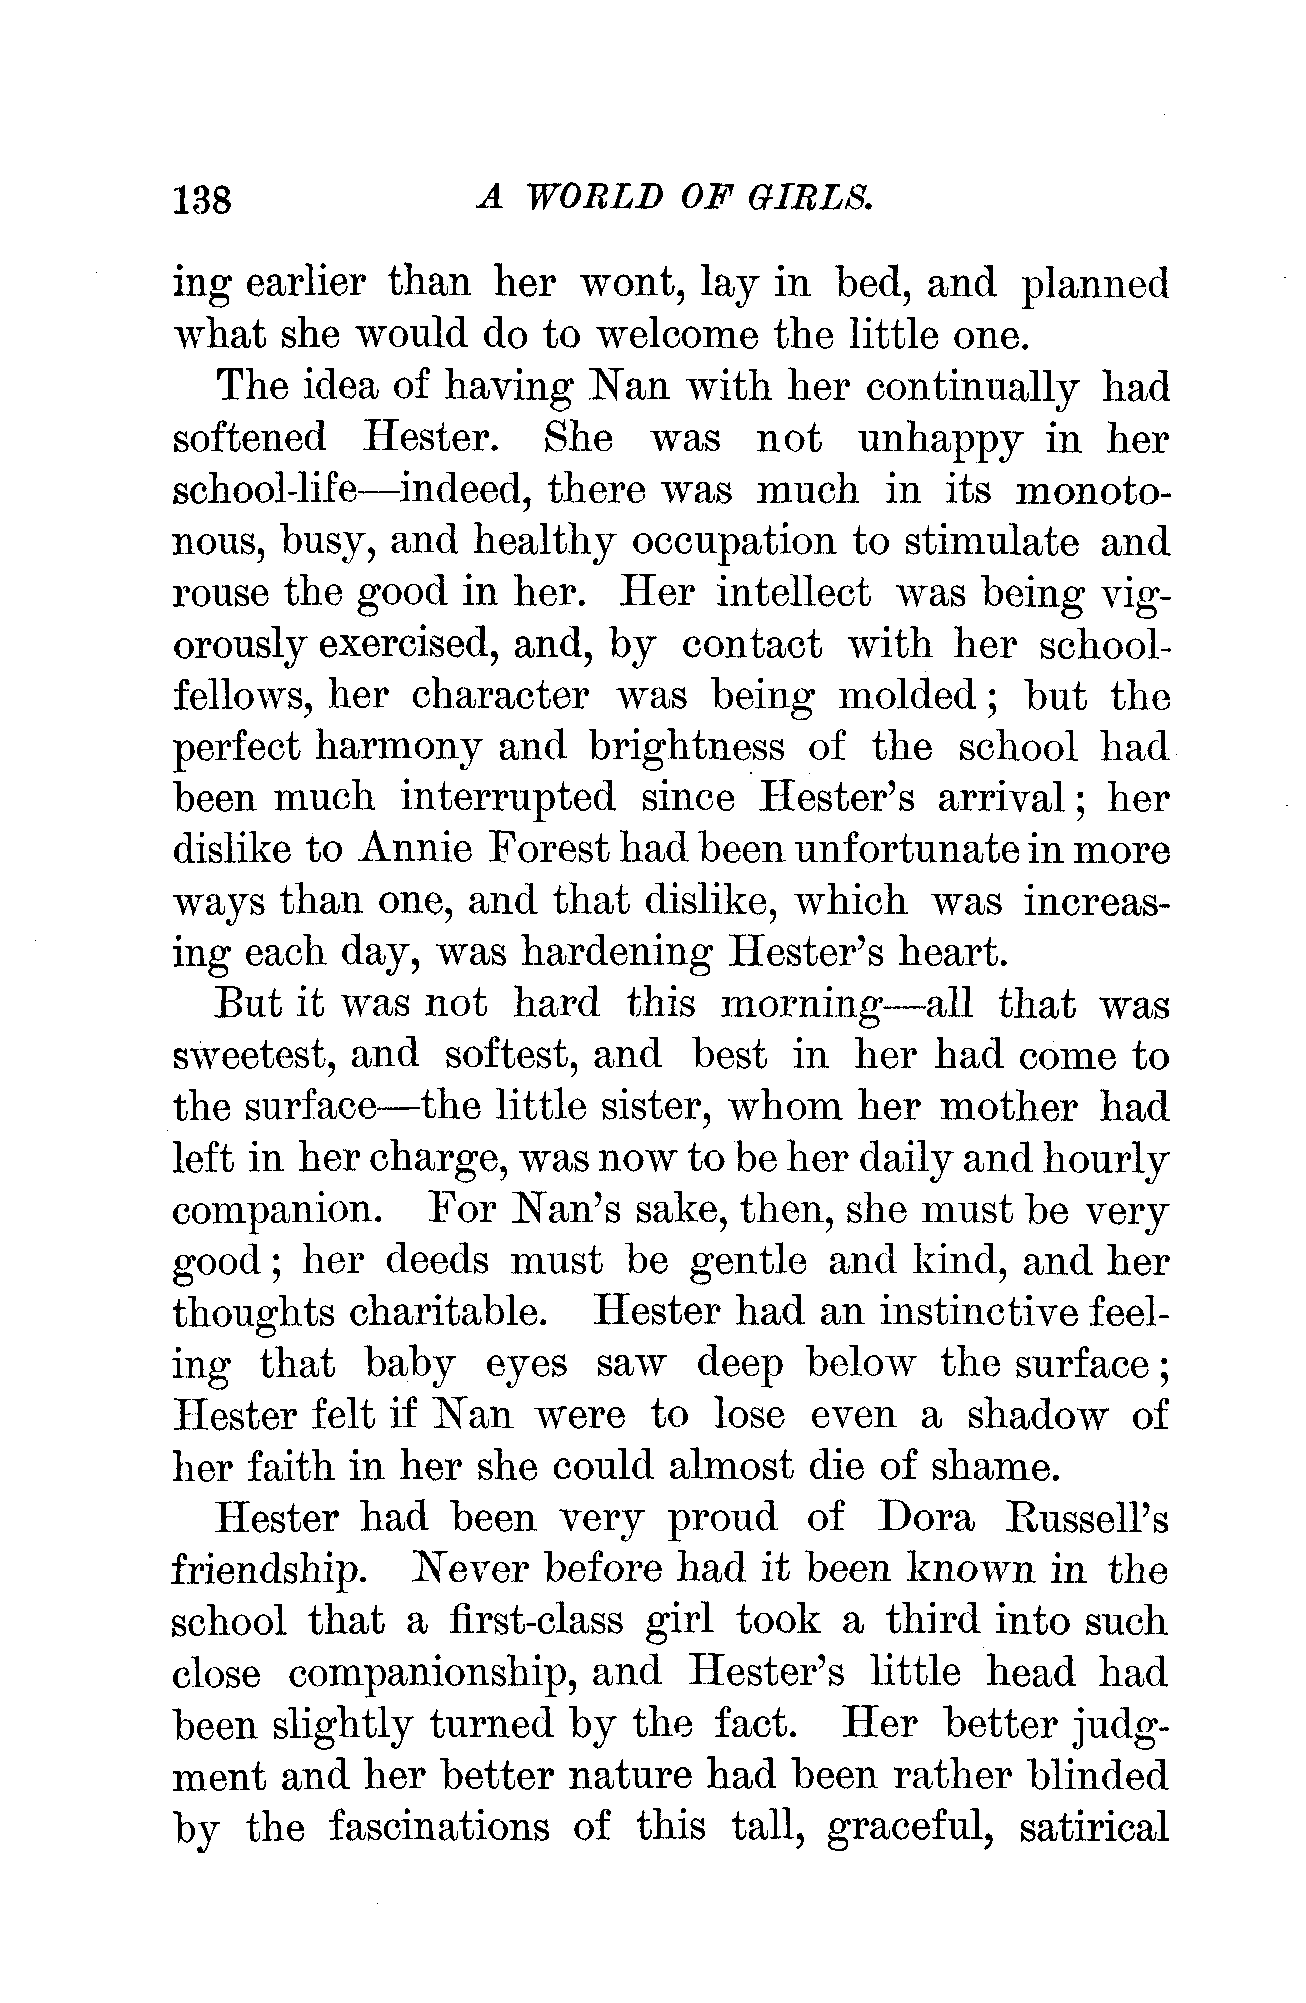 138 A WORLD OF GIRLS.
ing earlier than her wont, lay in bed, and planned
what she would do to welcome the little one.
The idea of having Nan with her continually had
softened Hester. She was not unhappy in her
school-life—indeed, there was much in its monoto-
nous, busy, and healthy occupation to stimulate and
rouse the good in her. Her intellect was being vig-
orously exercised, and, by contact with her school-
fellows, her character was being molded; but the
perfect harmony and brightness of the school had
been much interrupted since Hester's arrival; her
dislike to Annie Forest had been unfortunate in more
ways than one, and that dislike, which was increas-
ing each day, was hardening Hester's heart.
But it was not hard this morning—all that was
sweetest, and softest, and best in her had come to
the surface—the little sister, whom her mother had
left in her charge, was now to be her daily and hourly
companion. For Nan's sake, then, she must be very
good; her deeds must be gentle and kind, and her
thoughts charitable. Hester had an instinctive feel-
ing that baby eyes saw deep below the surface;
Hester felt if Nan were to lose even a shadow of
her faith in her she could almost die of shame.
Hester had been very proud of Dora Russell's
friendship. Never before had it been known in the
school that a first-class girl took a third into such
close companionship, and Hester's little head had
been slightly turned by the fact. Her better judg-
ment and her better nature had been rather blinded
by the fascinations of this tall, graceful, satirical